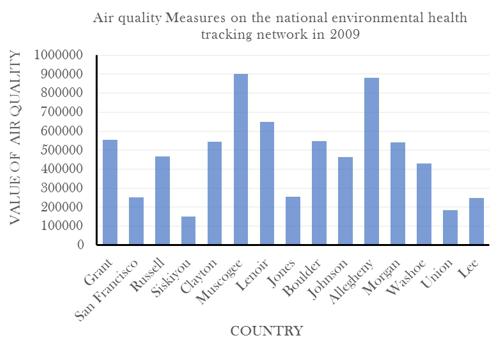 Air quality Measures on the national environmental health
tracking network in 2009
VALUE OF AIR QUALITY
1000000
900000
800000
700000
600000
500000
400000
300000
200000
100000
0
Grant
San Francisco
Russell
Siskiyou
Clayton
Muscogee
Lenoir
Jones
Boulder
Johnson
Allegheny
Morgan
Washoe
Union
Lee
COUNTRY